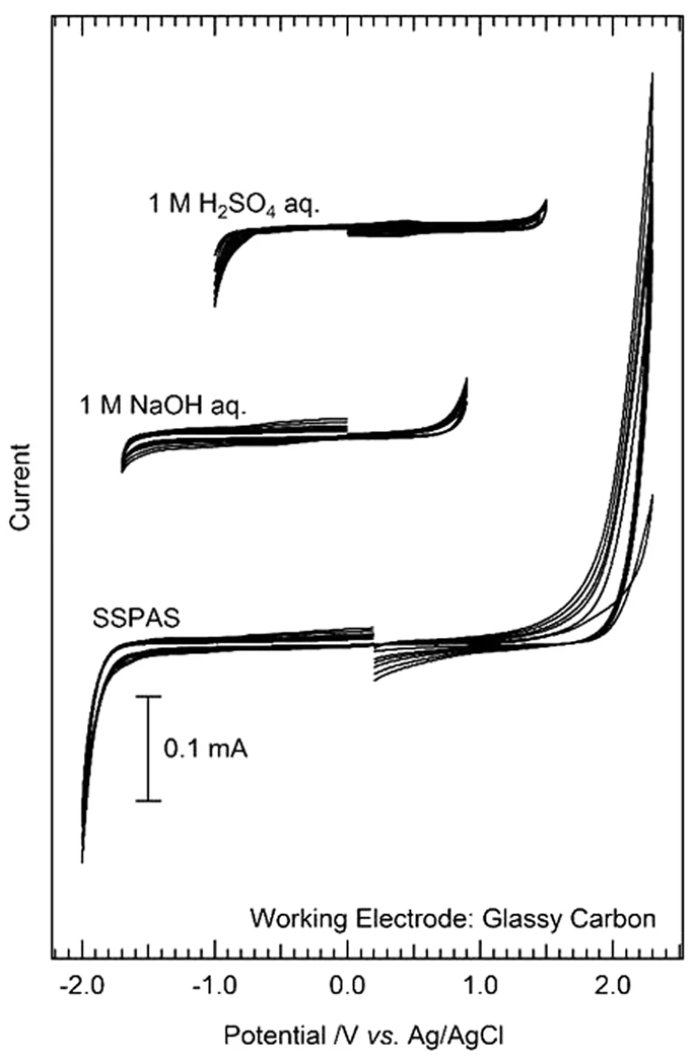 1 M H₂SO₄ aq.
1 M NaOH aq.
Current
SSPAS
0.1 mA
Working Electrode: Glassy Carbon
-2.0 -1.0 0.0 1.0 2.0
Potential /V vs. Ag/AgCl